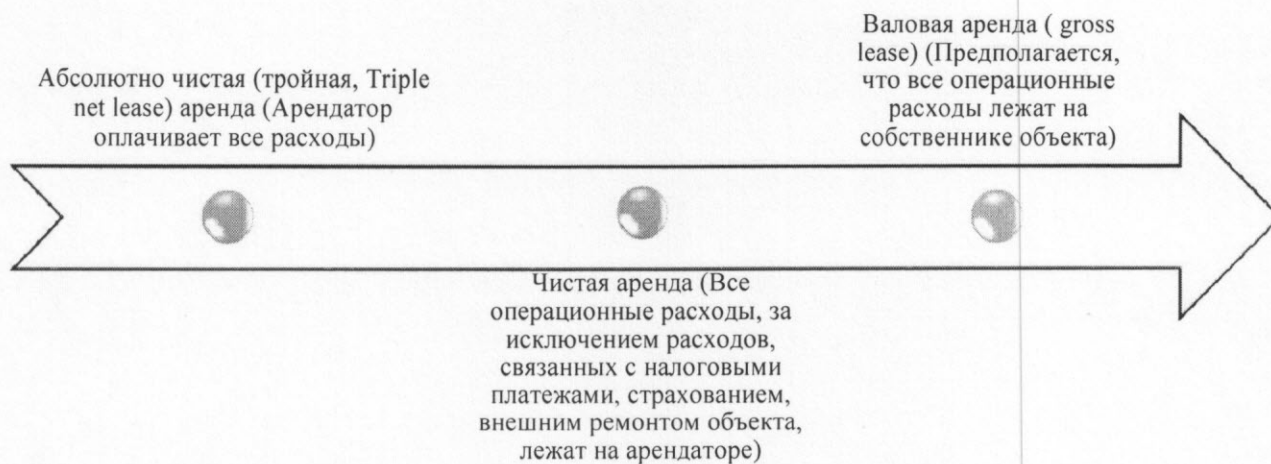 Абсолютно чистая (тройная, Triple
net lease) аренда (Арендатор
оплачивает все расходы)
Чистая аренда (Все
операционные расходы, за
исключением расходов,
связанных с налоговыми
платежами, страхованием,
внешним ремонтом объекта,
лежат на арендаторе)
Валовая аренда ( gross
lease) (Предполагается,
что все операционные
расходы лежат на
собственнике объекта)